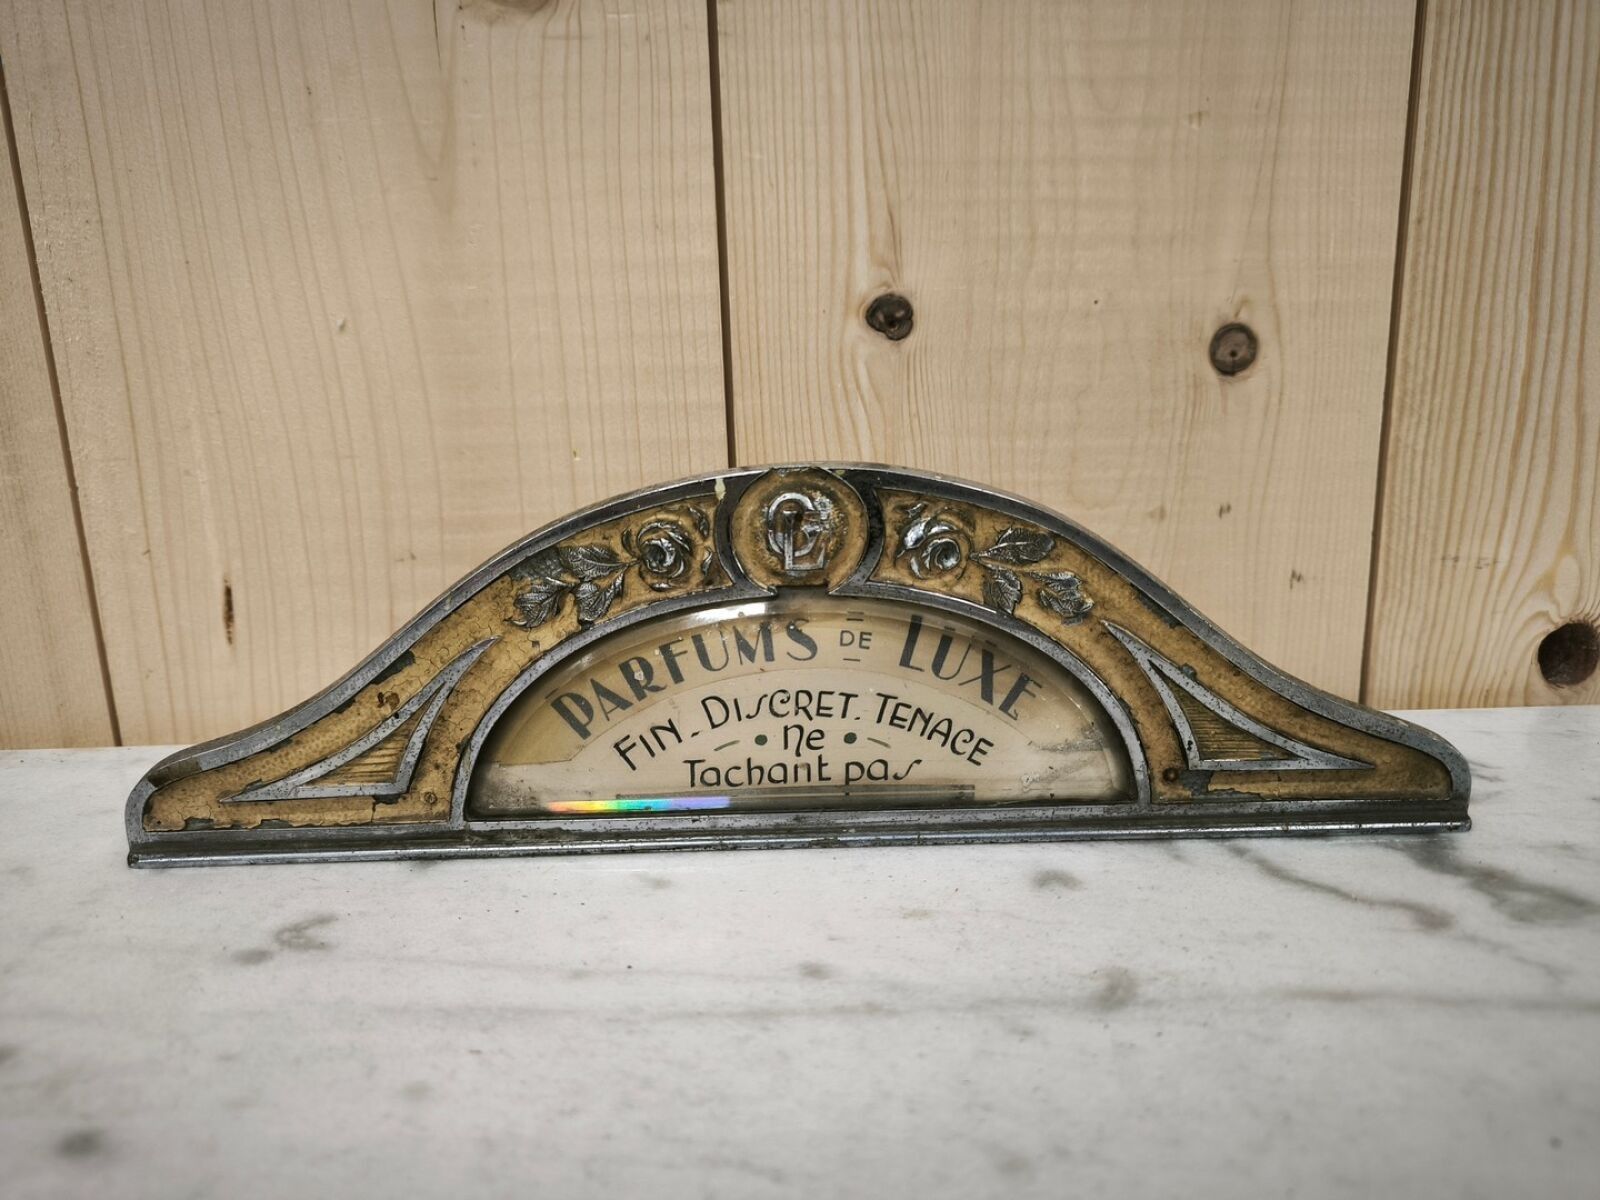 PARFUMS DE LUXE
FIN. DISCRET. TENACE
Ne
Tachant pas